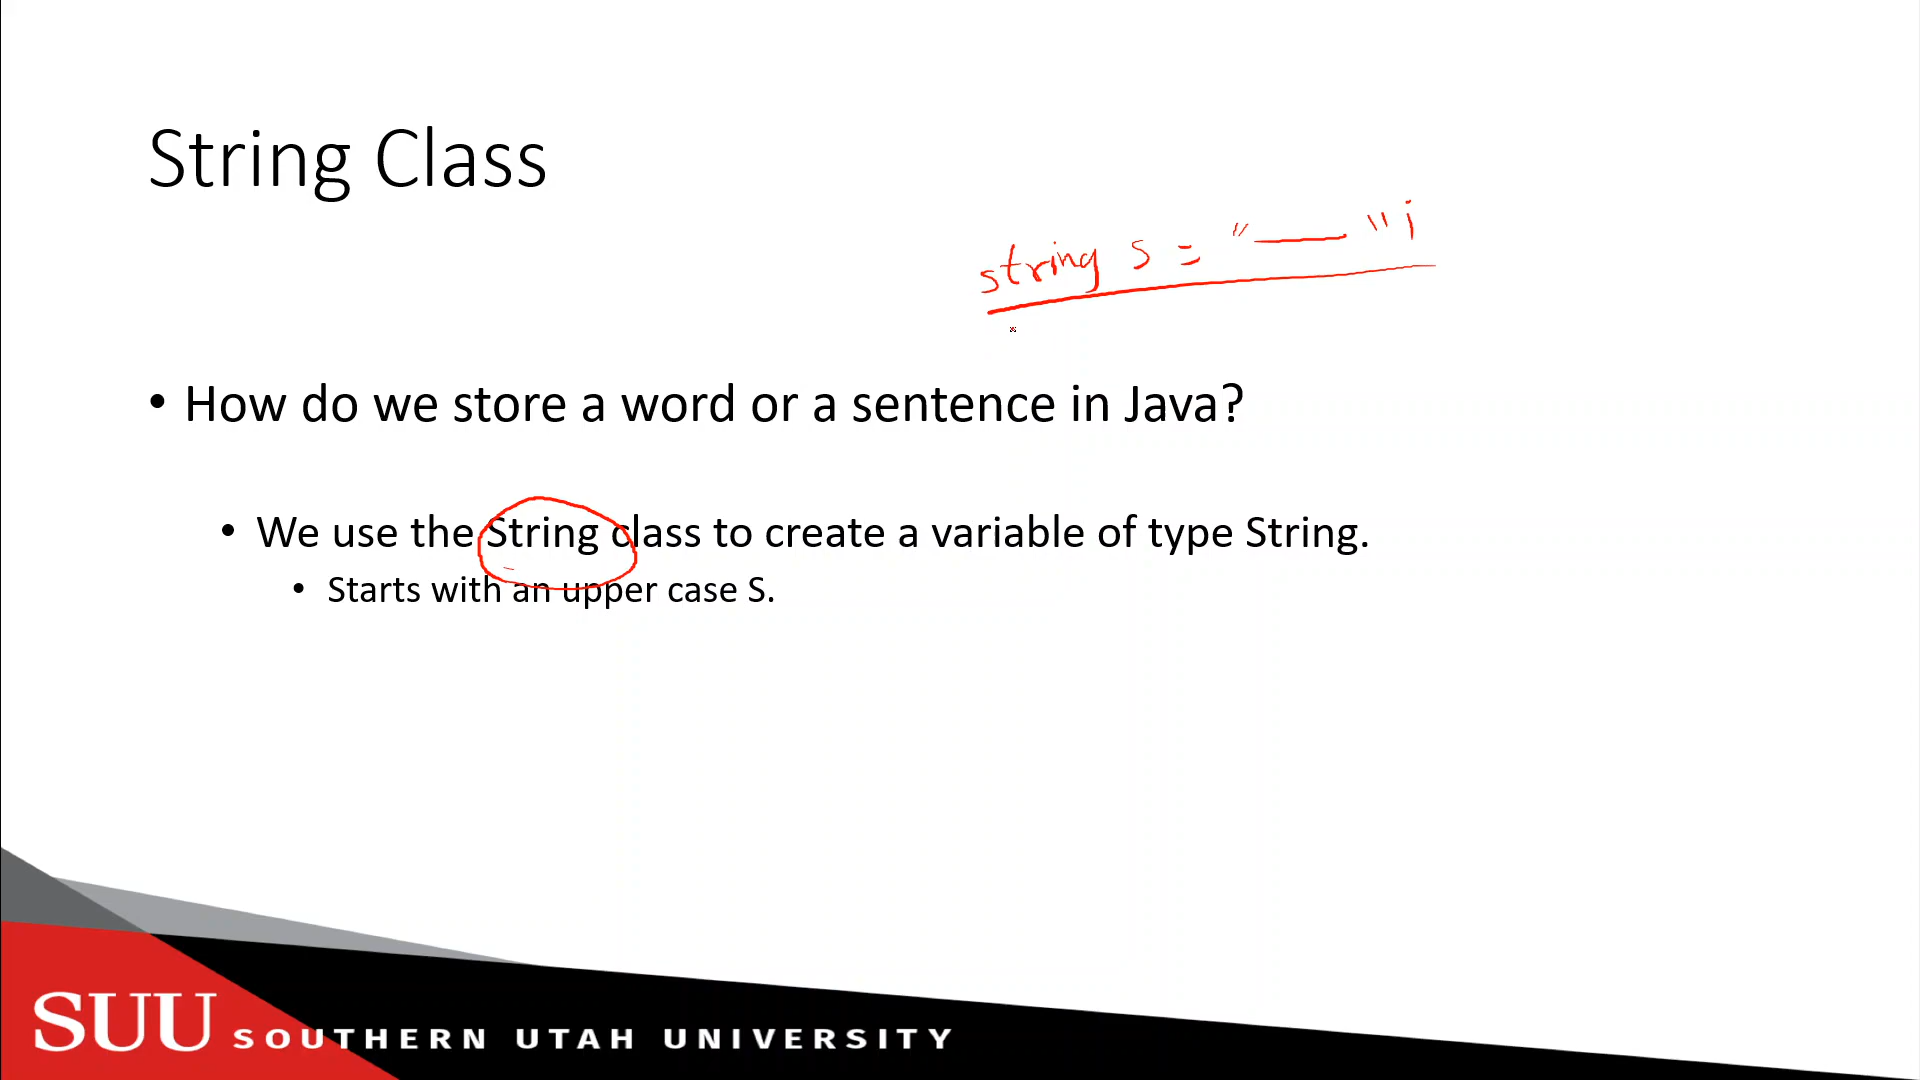 String Class
string s = "___";
• How do we store a word or a sentence in Java?
• We use the String class to create a variable of type String.
• Starts with an upper case S.
SUU SOUTHERN UTAH UNIVERSITY